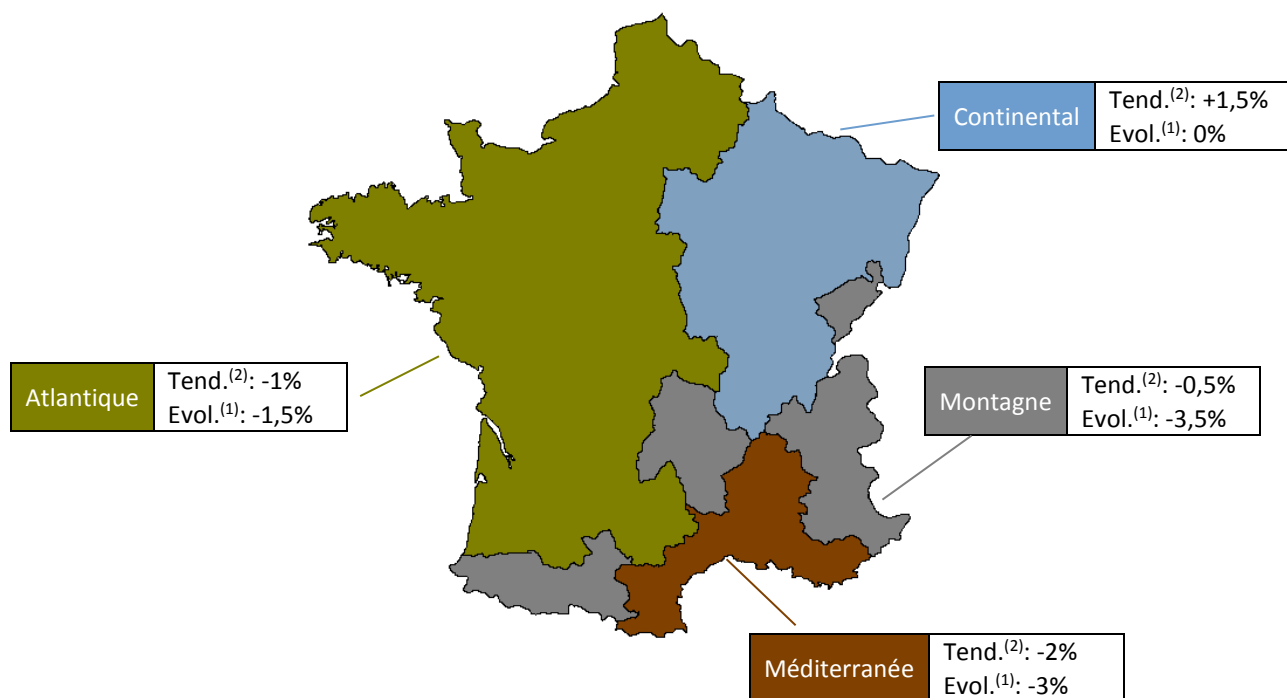 Continental
Tend.(2): +1,5%
Evol.(1): 0%
Atlantique
Tend.(2): -1%
Evol.(1): -1,5%
Montagne
Tend.(2): -0,5%
Evol.(1): -3,5%
Méditerranée
Tend.(2): -2%
Evol.(1): -3%